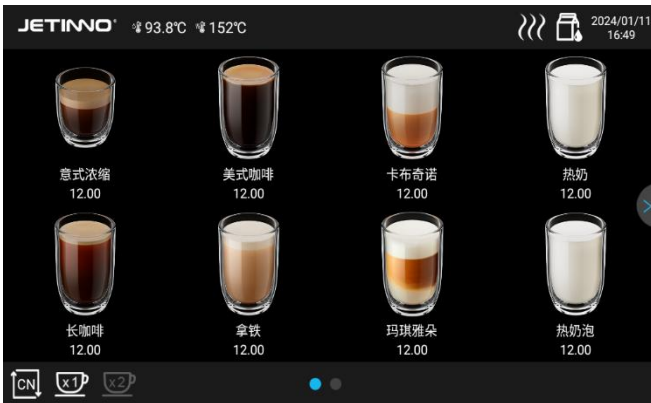 JETINNO 93.8℃ 152℃ 2024/01/11
16:49
意式浓缩 美式咖啡 卡布奇诺 热奶
12.00 12.00 12.00 12.00
长咖啡 拿铁 玛琪雅朵 热奶泡
12.00 12.00 12.00 12.00
CN x1 x2